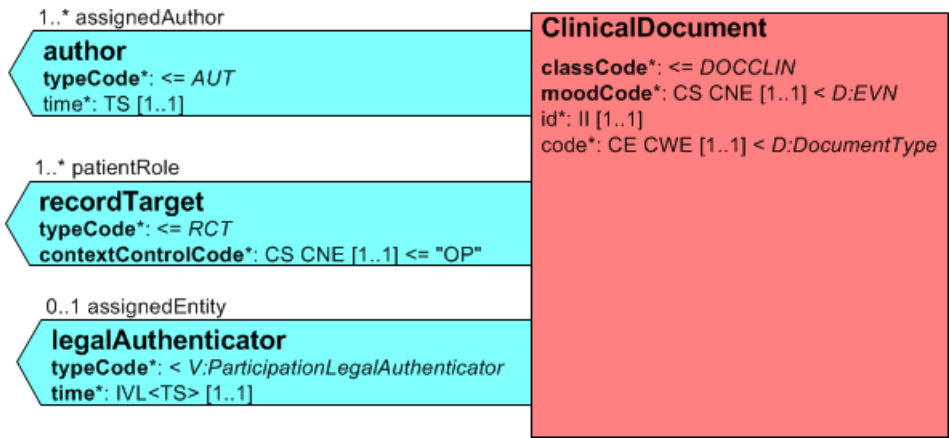 1..* assignedAuthor
author
typeCode*: <= AUT
time*: TS [1..1]
1..* patientRole
recordTarget
typeCode*: <= RCT
contextControlCode*: CS CNE [1..1] <= "OP"
0..1 assignedEntity
legalAuthenticator
typeCode*: < V:ParticipationLegalAuthenticator
time*: IVL<TS> [1..1]
ClinicalDocument
classCode*: <= DOCCLIN
moodCode*: CS CNE [1..1] < D:EVN
id*: II [1..1]
code*: CE CWE [1..1] < D:DocumentType